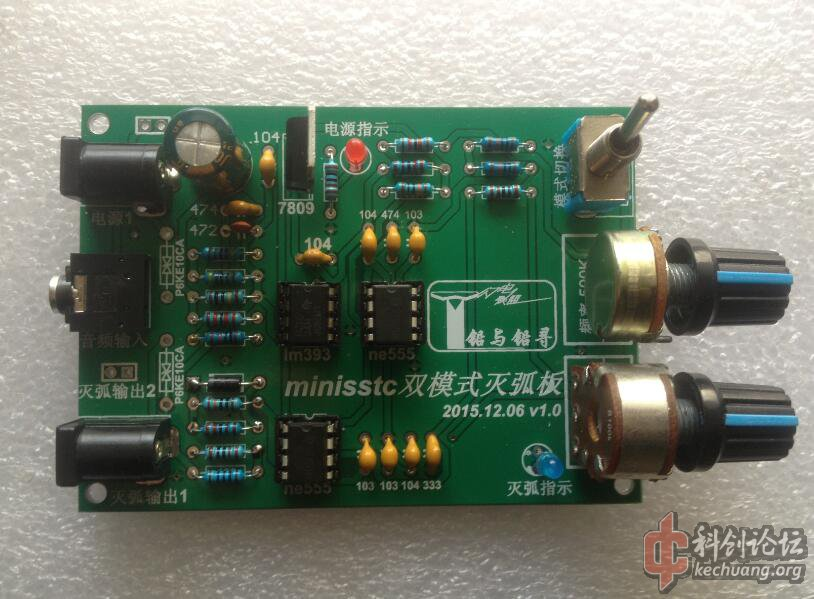 电源指示
.104
7809
模式切换
474
472
电源1
P6KE10CA
104
474
103
104
频率 500K
音频输入
lm393
ne555
铅与铅寻
灭弧输出2
P6KE10CA
minisstc双模式灭弧板
2015.12.06 v1.0
ne555
103
103
104
333
灭弧输出1
灭弧指示
科创论坛
kechuang.org